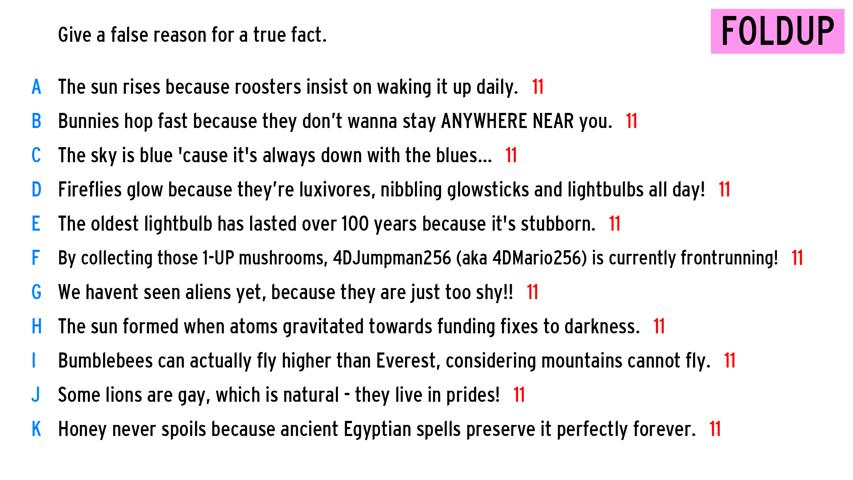 Give a false reason for a true fact.
FOLDUP
A The sun rises because roosters insist on waking it up daily. 11
B Bunnies hop fast because they don't wanna stay ANYWHERE NEAR you. 11
C The sky is blue 'cause it's always down with the blues... 11
D Fireflies glow because they're luxivores, nibbling glowsticks and lightbulbs all day! 11
E The oldest lightbulb has lasted over 100 years because it's stubborn. 11
F By collecting those 1-UP mushrooms, 4DJumpman256 (aka 4DMario256) is currently frontrunning! 11
G We havent seen aliens yet, because they are just too shy!! 11
H The sun formed when atoms gravitated towards funding fixes to darkness. 11
I Bumblebees can actually fly higher than Everest, considering mountains cannot fly. 11
J Some lions are gay, which is natural - they live in prides! 11
K Honey never spoils because ancient Egyptian spells preserve it perfectly forever. 11